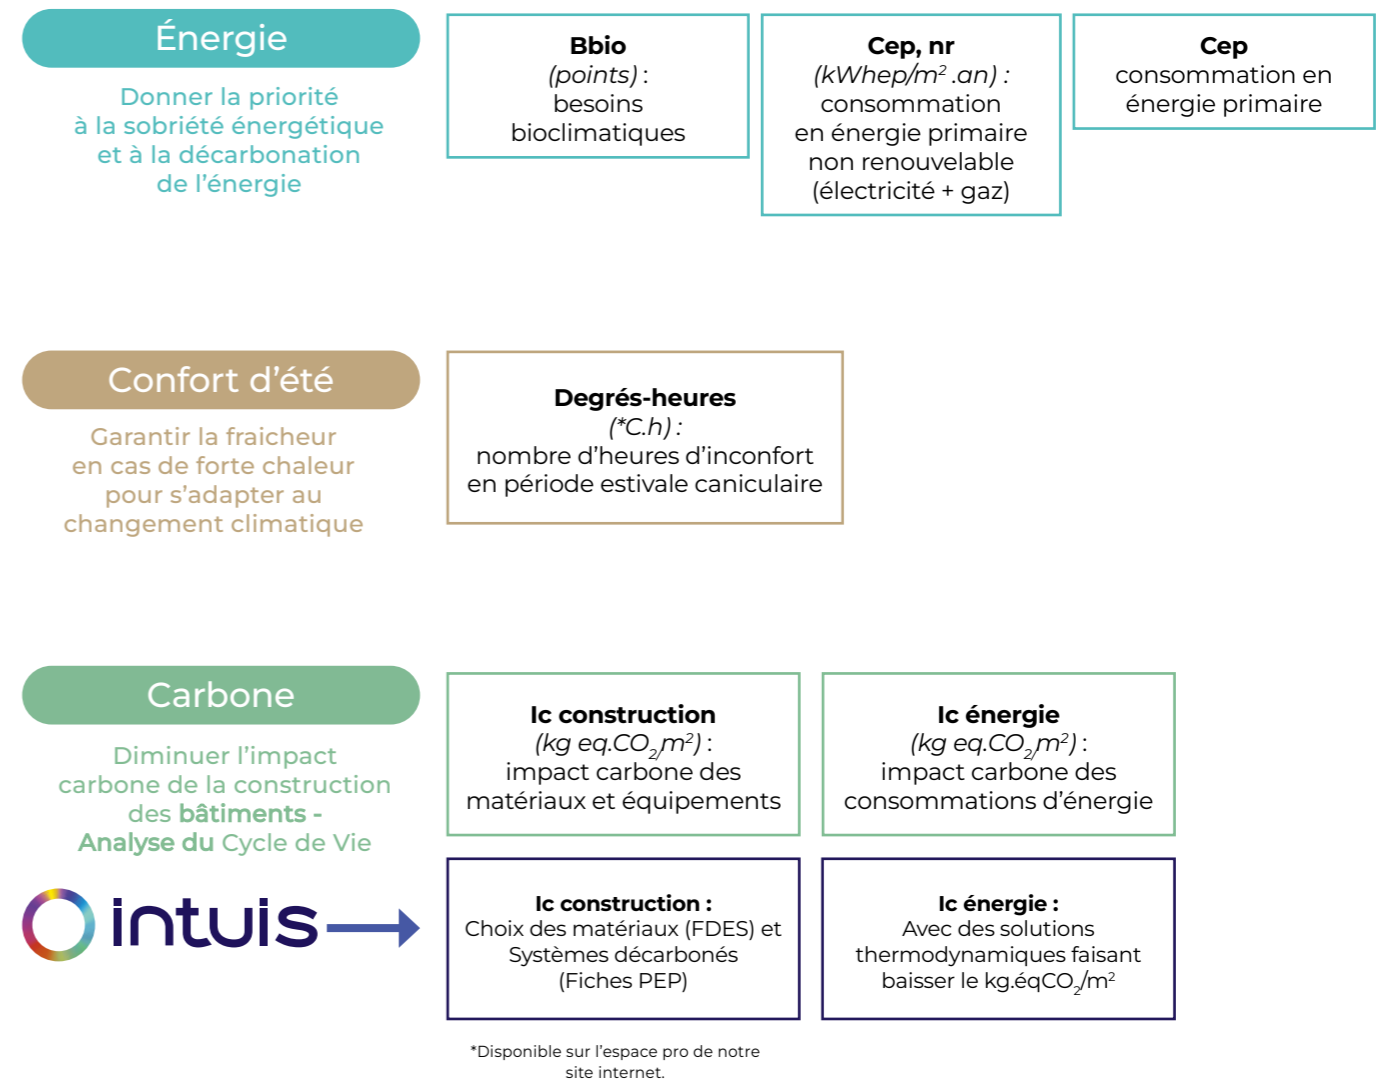 Énergie
Donner la priorité
à la sobriété énergétique
et à la décarbonation
de l’énergie
Bbio
(points) :
besoins
bioclimatiques
Cep, nr
(kWhep/m² .an) :
consommation
en énergie primaire
non renouvelable
(électricité + gaz)
Cep
consommation en
énergie primaire
Confort d’été
Garantir la fraicheur
en cas de forte chaleur
pour s’adapter au
changement climatique
Degrés-heures
(*C.h) :
nombre d’heures d’inconfort
en période estivale caniculaire
Carbone
Diminuer l’impact
carbone de la construction
des bâtiments -
Analyse du Cycle de Vie
Ic construction
(kg eq.CO₂/m²) :
impact carbone des
matériaux et équipements
Ic énergie
(kg eq.CO₂/m²) :
impact carbone des
consommations d’énergie
intuis
Ic construction :
Choix des matériaux (FDES) et
Systèmes décarbonés
(Fiches PEP)
Ic énergie :
Avec des solutions
thermodynamiques faisant
baisser le kg.éqCO₂/m²
*Disponible sur l’espace pro de notre
site internet.